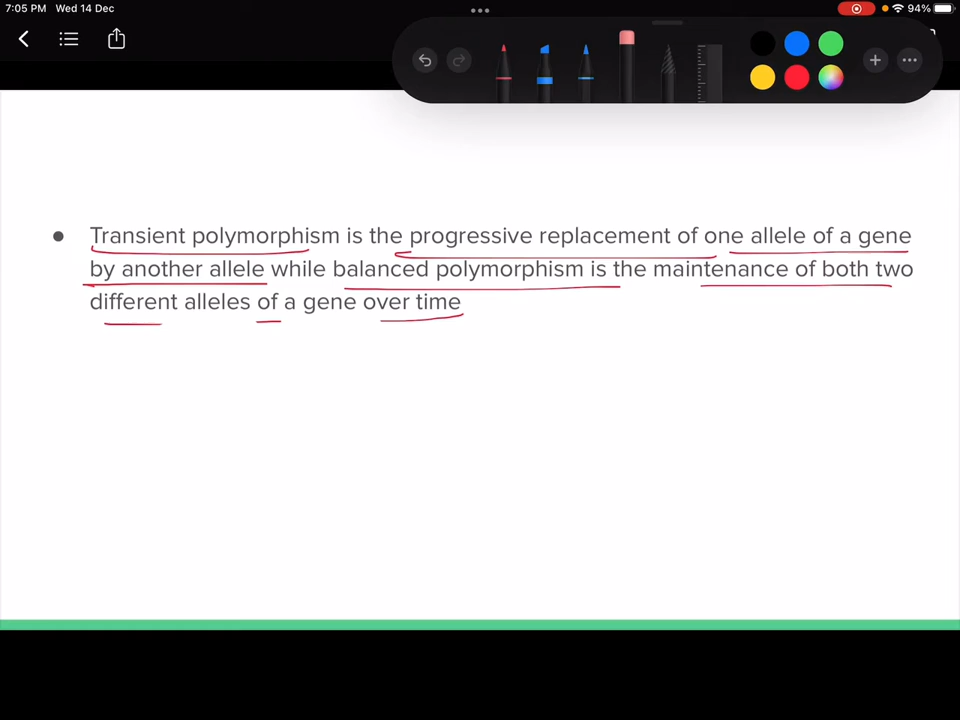 7:05 PM Wed 14 Dec
94%
● Transient polymorphism is the progressive replacement of one allele of a gene
by another allele while balanced polymorphism is the maintenance of both two
different alleles of a gene over time